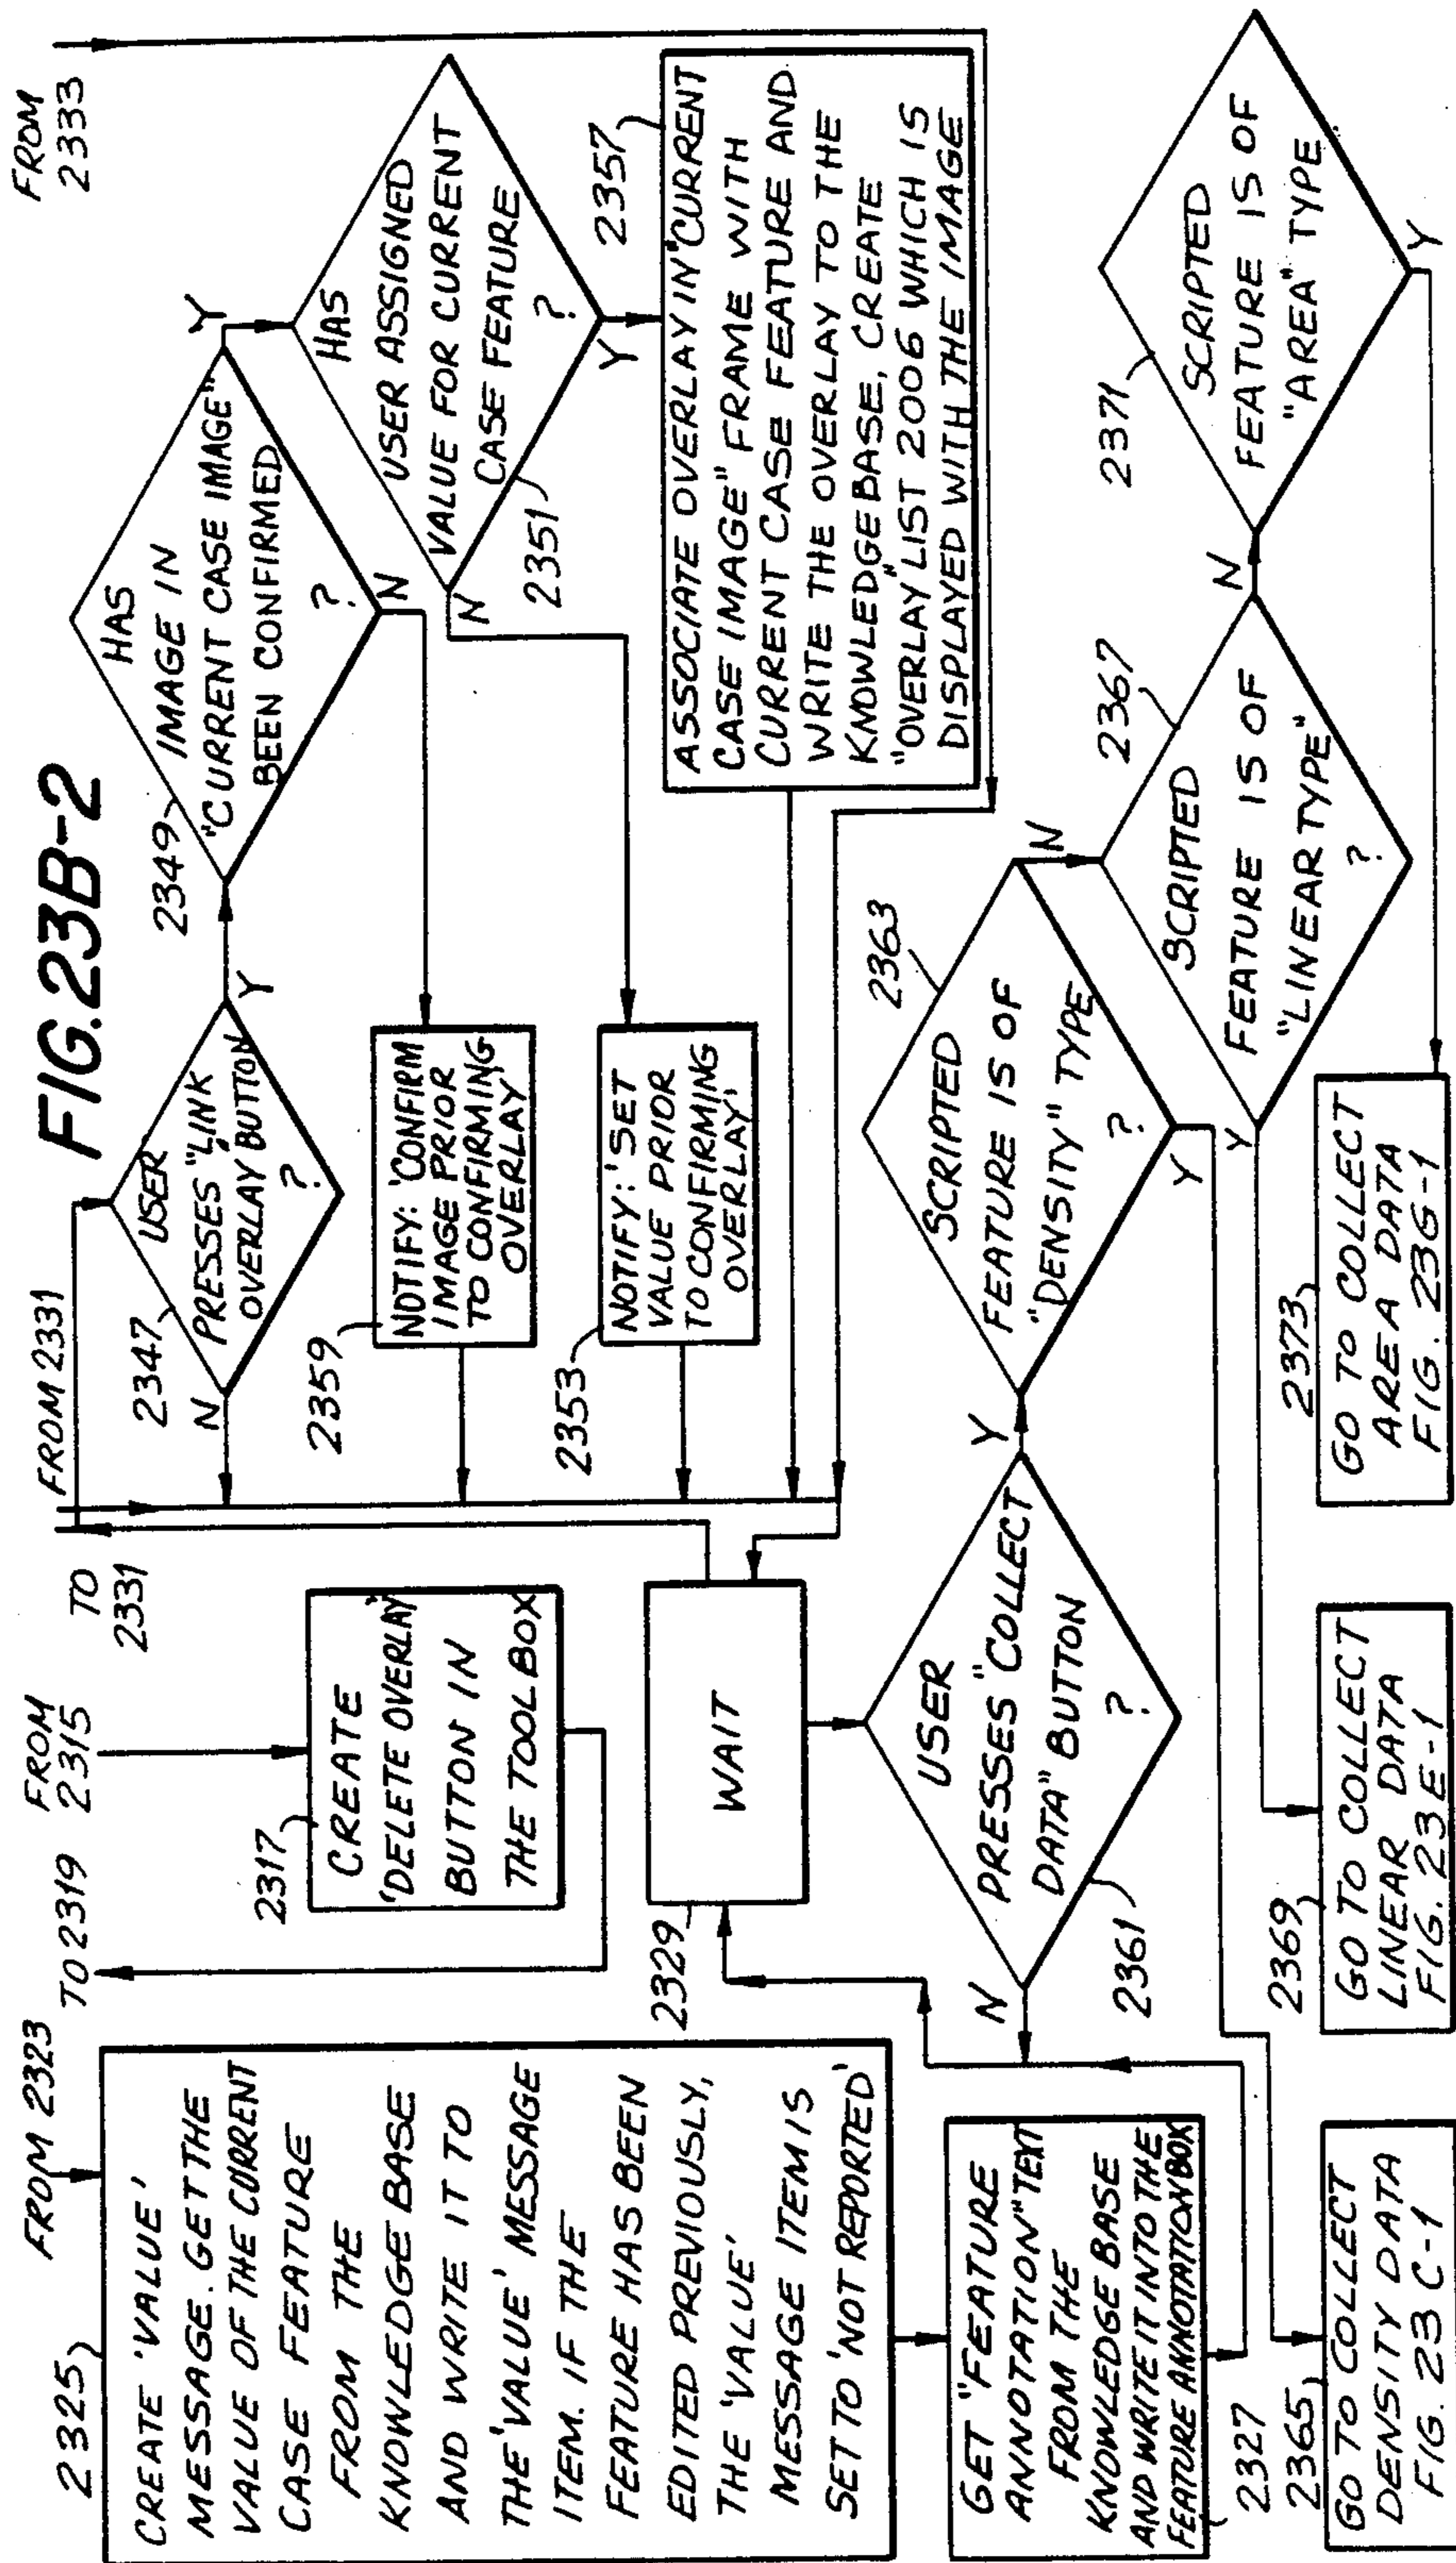 FIG.23B-2
FROM 2323
2325
CREATE 'VALUE'
MESSAGE. GET THE
VALUE OF THE CURRENT
CASE FEATURE
FROM THE
KNOWLEDGE BASE
AND WRITE IT TO
THE 'VALUE' MESSAGE
ITEM. IF THE
FEATURE HAS BEEN
EDITED PREVIOUSLY,
THE 'VALUE'
MESSAGE ITEM IS
SET TO 'NOT REPORTED'
GET "FEATURE
ANNOTATION" TEXT
FROM THE
KNOWLEDGE BASE
AND WRITE IT INTO THE
FEATURE ANNOTATION BOX
2327
TO 2319
FROM
2315
2317
CREATE
'DELETE OVERLAY'
BUTTON IN
THE TOOLBOX
TO
2331
FROM 2331
2329
WAIT
2347
USER
PRESSES "LINK
OVERLAY BUTTON
?
Y
N
2349
HAS
IMAGE IN
"CURRENT CASE IMAGE"
BEEN CONFIRMED
?
Y
N
2359
NOTIFY: 'CONFIRM
IMAGE PRIOR
TO CONFIRMING
OVERLAY'
HAS
USER ASSIGNED
VALUE FOR CURRENT
CASE FEATURE
?
2351
N
Y
2353
NOTIFY: 'SET
VALUE PRIOR
TO CONFIRMING
OVERLAY'
FROM
2333
2357
ASSOCIATE OVERLAY IN "CURRENT
CASE IMAGE" FRAME WITH
CURRENT CASE FEATURE AND
WRITE THE OVERLAY TO THE
KNOWLEDGE BASE, CREATE
"OVERLAY" LIST 2006 WHICH IS
DISPLAYED WITH THE IMAGE
USER
PRESSES "COLLECT
DATA" BUTTON
?
2361
N
Y
2363
SCRIPTED
FEATURE IS OF
"DENSITY" TYPE
?
N
Y
2367
SCRIPTED
FEATURE IS OF
"LINEAR TYPE"
?
N
Y
2371
SCRIPTED
FEATURE IS OF
"AREA" TYPE
Y
2365
GO TO COLLECT
DENSITY DATA
FIG. 23 C-1
2369
GO TO COLLECT
LINEAR DATA
FIG. 23 E-1
2373
GO TO COLLECT
AREA DATA
FIG. 23G-1